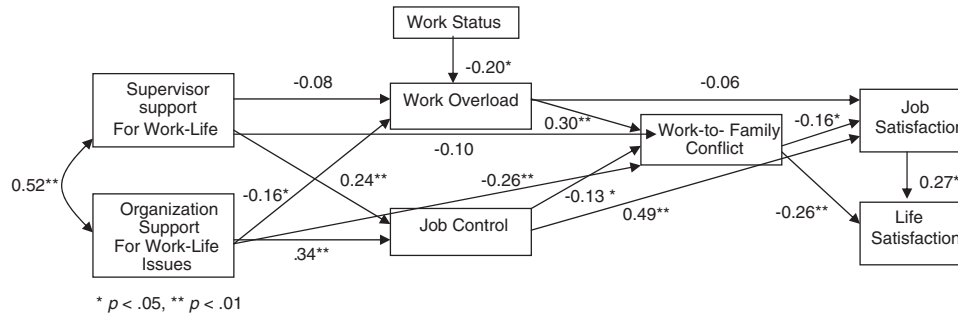 Work Status
-0.20*
Supervisor
support
For Work-Life
-0.08
Work Overload
-0.06
Job
Satisfaction
0.30**
Work-to- Family
Conflict
-0.16*
-0.10
0.52**
-0.16*
0.24**
-0.26**
-0.13 *
0.49**
0.27*
Organization
Support
For Work-Life
Issues
.34**
Job Control
-0.26**
Life
Satisfaction
* p < .05, ** p < .01